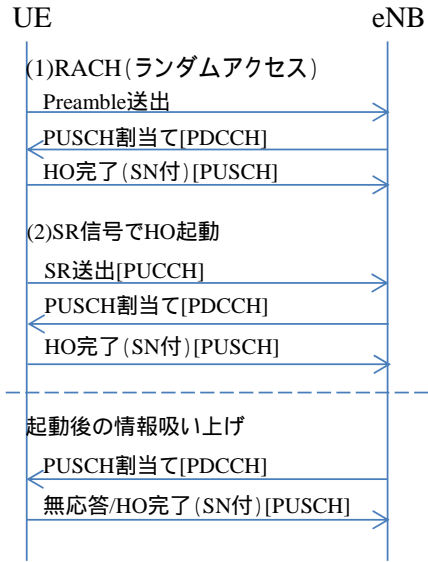 UE eNB
(1)RACH(ランダムアクセス)
Preamble送出
PUSCH割当て[PDCCH]
HO完了(SN付)[PUSCH]
(2)SR信号でHO起動
SR送出[PUCCH]
PUSCH割当て[PDCCH]
HO完了(SN付)[PUSCH]
起動後の情報吸い上げ
PUSCH割当て[PDCCH]
無応答/HO完了(SN付)[PUSCH]